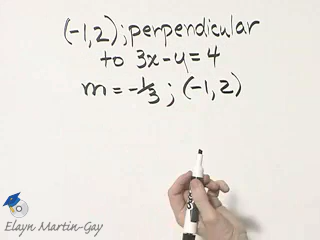 (-1,2); perpendicular
to 3x-y=4
m = -1/3 ; (-1,2)
Elayn Martin-Gay